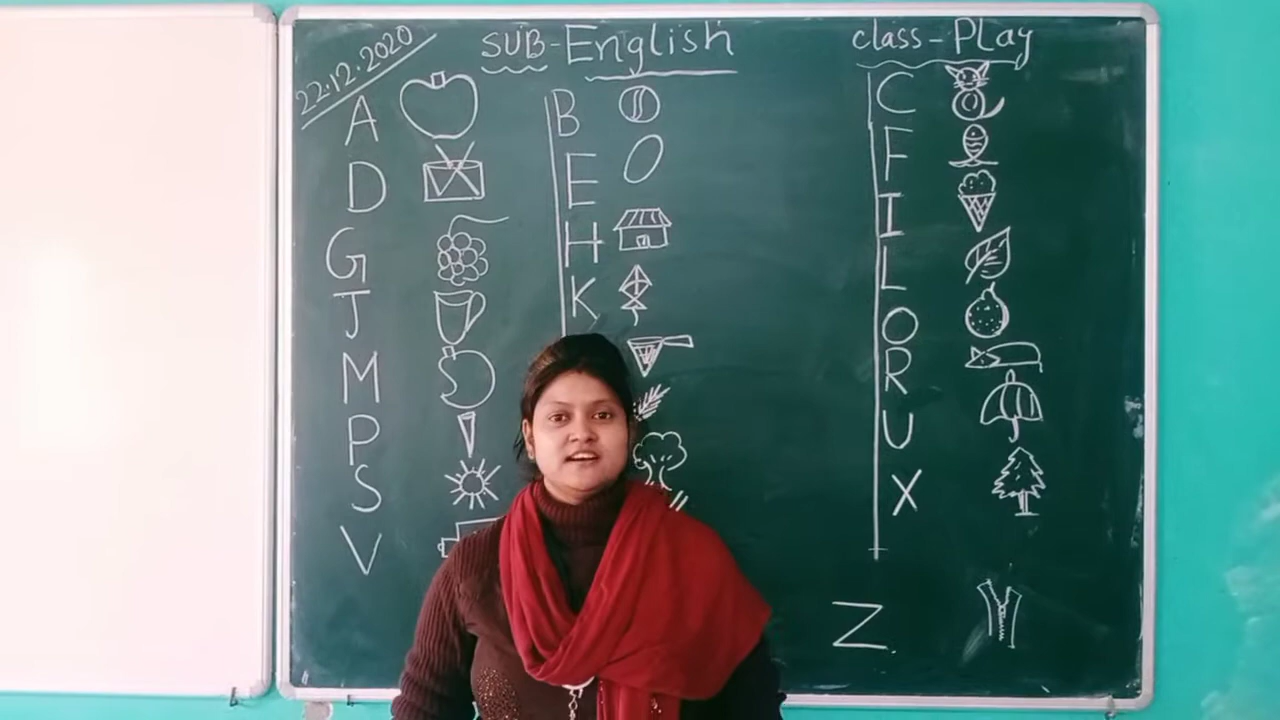 22.12.2020
SUB-English
class-Play
A B C
D E F
G H I
J K L
M O
P R
S U
V X
Z.